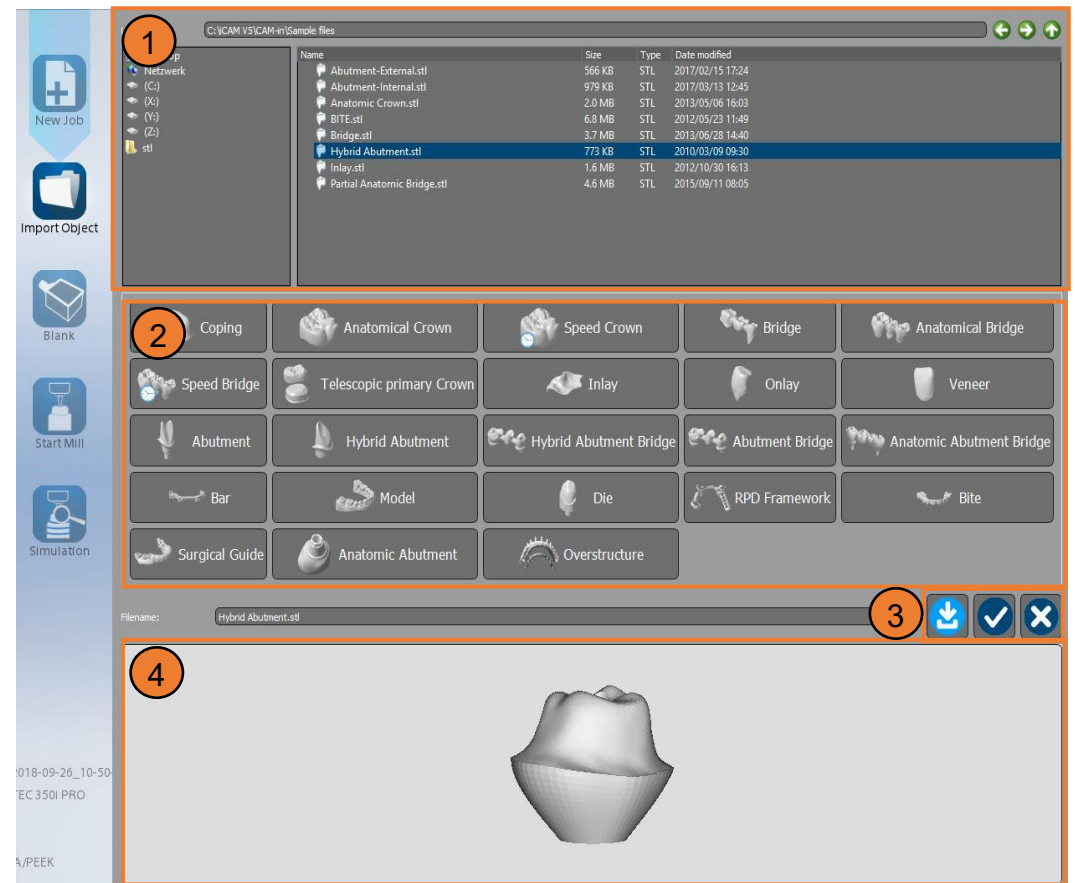 1
C:\iCAM V5\CAM-in\Sample files
Name Size Type Date modified
Netzwerk
(C:)
(X:)
(Y:)
(Z:)
stl
Abutment-External.stl 566 KB STL 2017/02/15 17:24
Abutment-Internal.stl 979 KB STL 2017/03/13 12:45
Anatomic Crown.stl 2.0 MB STL 2013/05/06 16:03
BITE.stl 6.8 MB STL 2012/05/23 11:49
Bridge.stl 3.7 MB STL 2013/06/28 14:40
Hybrid Abutment.stl 773 KB STL 2010/03/09 09:30
Inlay.stl 1.6 MB STL 2012/10/30 16:13
Partial Anatomic Bridge.stl 4.6 MB STL 2015/09/11 08:05
New Job
Import Object
Blank
Start Mill
Simulation
2
Coping Anatomical Crown Speed Crown Bridge Anatomical Bridge
Speed Bridge Telescopic primary Crown Inlay Onlay Veneer
Abutment Hybrid Abutment Hybrid Abutment Bridge Abutment Bridge Anatomic Abutment Bridge
Bar Model Die RPD Framework Bite
Surgical Guide Anatomic Abutment Overstructure
Filename: Hybrid Abutment.stl
3
4
018-09-26_10-50-
TEC 350I PRO
A/PEEK